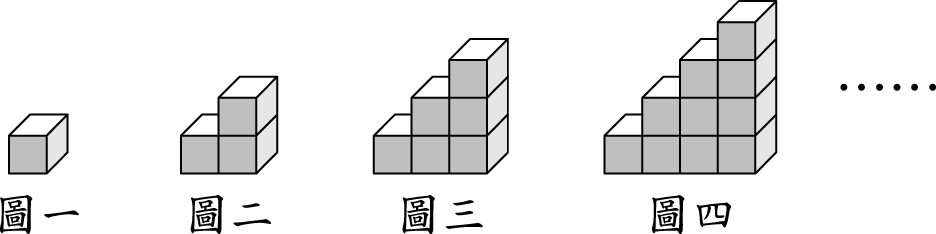 圖一 圖二 圖三 圖四 ......